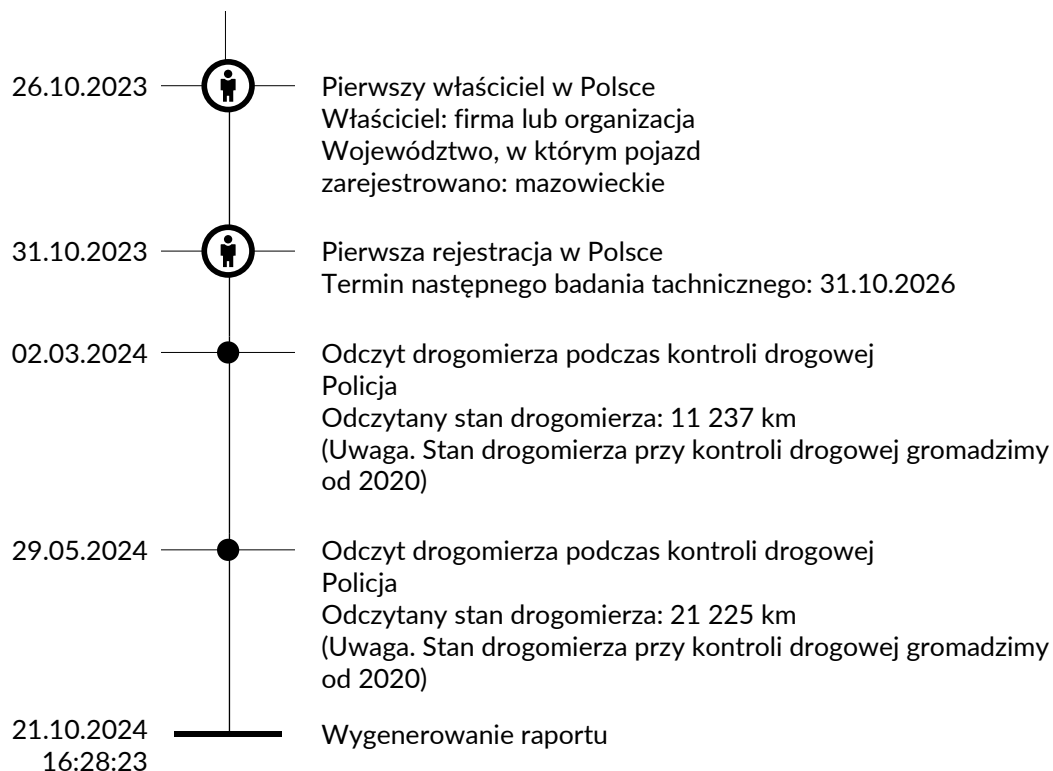 26.10.2023
Pierwszy właściciel w Polsce
Właściciel: firma lub organizacja
Województwo, w którym pojazd
zarejestrowano: mazowieckie
31.10.2023
Pierwsza rejestracja w Polsce
Termin następnego badania tachnicznego: 31.10.2026
02.03.2024
Odczyt drogomierza podczas kontroli drogowej
Policja
Odczytany stan drogomierza: 11 237 km
(Uwaga. Stan drogomierza przy kontroli drogowej gromadzimy
od 2020)
29.05.2024
Odczyt drogomierza podczas kontroli drogowej
Policja
Odczytany stan drogomierza: 21 225 km
(Uwaga. Stan drogomierza przy kontroli drogowej gromadzimy
od 2020)
21.10.2024
16:28:23
Wygenerowanie raportu